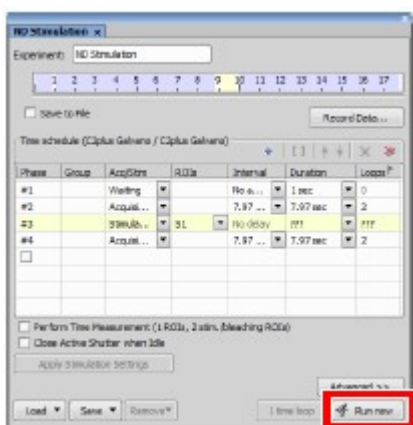 ND Stimulation x
Experiment: ND Stimulation
1 2 3 4 5 6 7 8 9 10 11 12 13 14 15 16 17
Save to File
Record Data...
Time schedule (C2plus Galvano / C2plus Galvano)
Phase Group Acq/Stim ROIs Interval Duration Loops
#1 Waiting No a... 1 sec 0
#2 Acquisi... 7.97 ... 7.97 sec 2
#3 Stimula... S1 No delay ??? ???
#4 Acquisi... 7.97 ... 7.97 sec 2
Perform Time Measurement (1 ROIs, 2 stim./bleaching ROIs)
Close Active Shutter when Idle
Apply Stimulation Settings
Advanced >>
Load Save Remove 1 time loop Run now